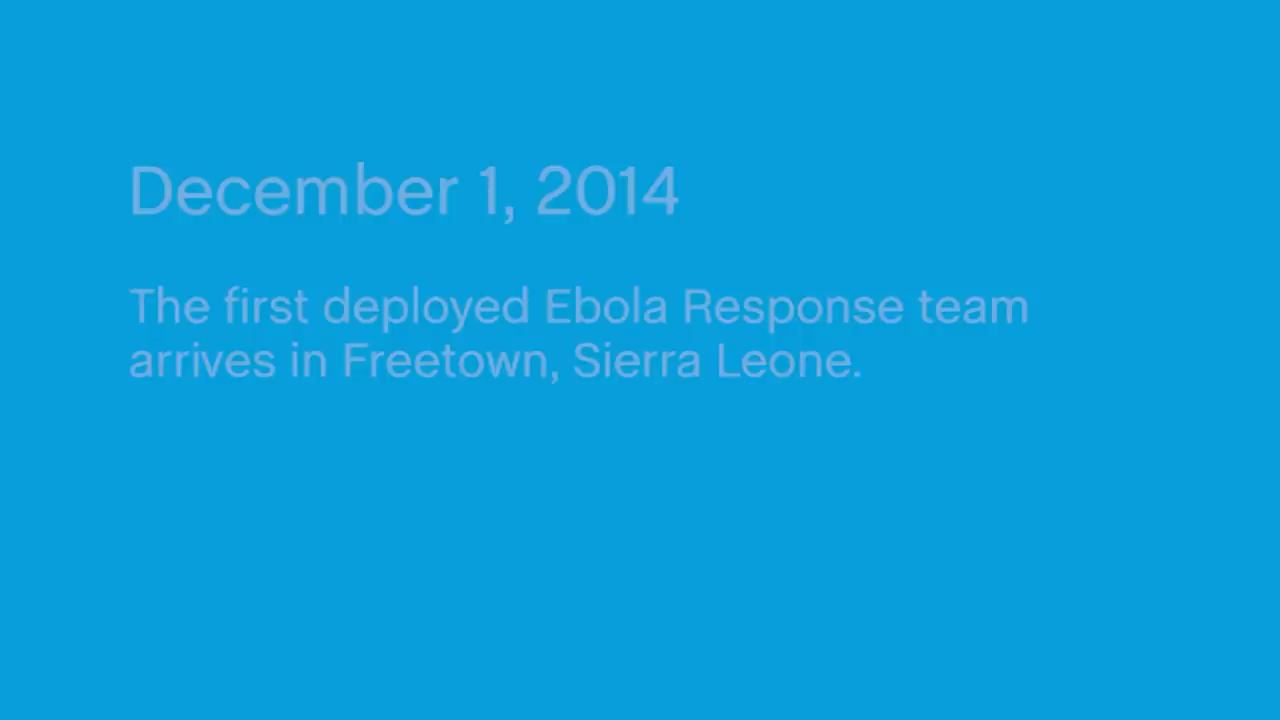 December 1, 2014
The first deployed Ebola Response team
arrives in Freetown, Sierra Leone.